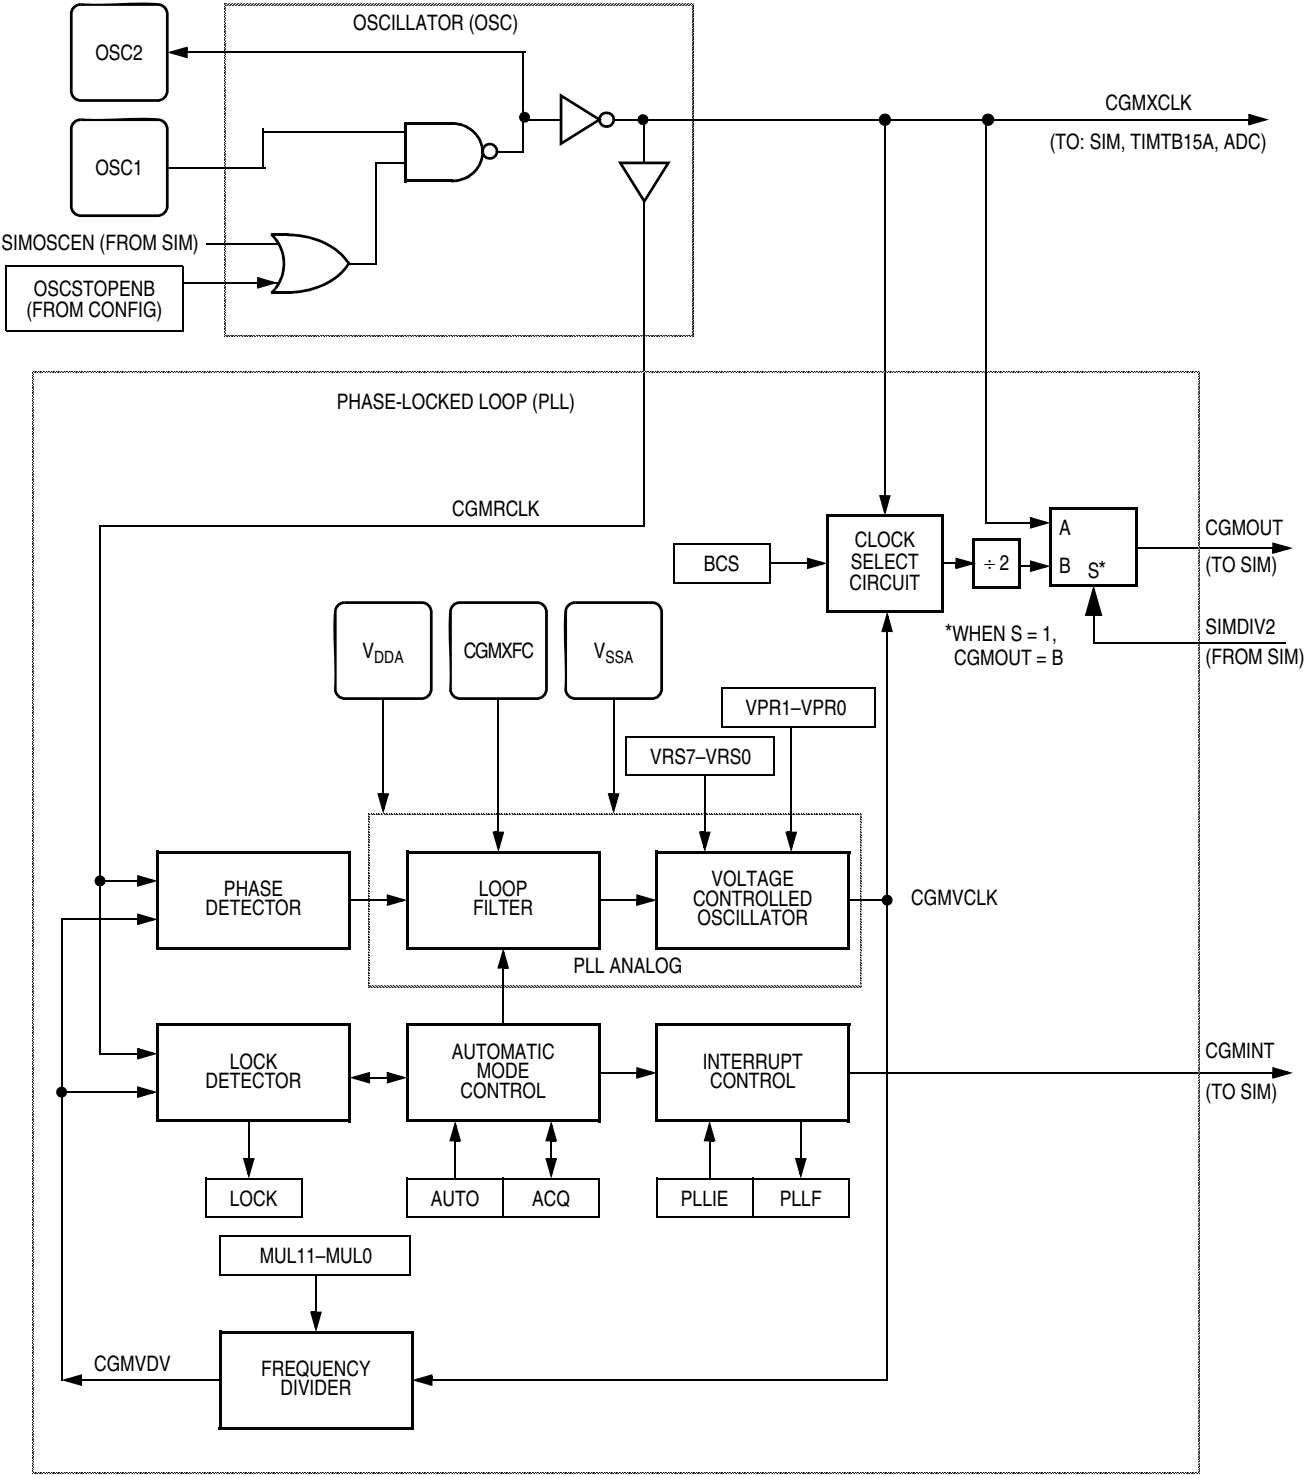 OSCILLATOR (OSC)
OSC2
CGMXCLK
(TO: SIM, TIMTB15A, ADC)
OSC1
SIMOSCEN (FROM SIM)
OSCSTOPENB
(FROM CONFIG)
PHASE-LOCKED LOOP (PLL)
CGMRCLK
BCS
CLOCK
SELECT
CIRCUIT
÷ 2
A
B
S*
CGMOUT
(TO SIM)
*WHEN S = 1,
CGMOUT = B
SIMDIV2
(FROM SIM)
VDDA
CGMXFC
VSSA
VPR1–VPR0
VRS7–VRS0
PHASE
DETECTOR
LOOP
FILTER
VOLTAGE
CONTROLLED
OSCILLATOR
CGMVCLK
PLL ANALOG
LOCK
DETECTOR
AUTOMATIC
MODE
CONTROL
INTERRUPT
CONTROL
CGMINT
(TO SIM)
LOCK
AUTO
ACQ
PLLIE
PLLF
MUL11–MUL0
CGMVDV
FREQUENCY
DIVIDER